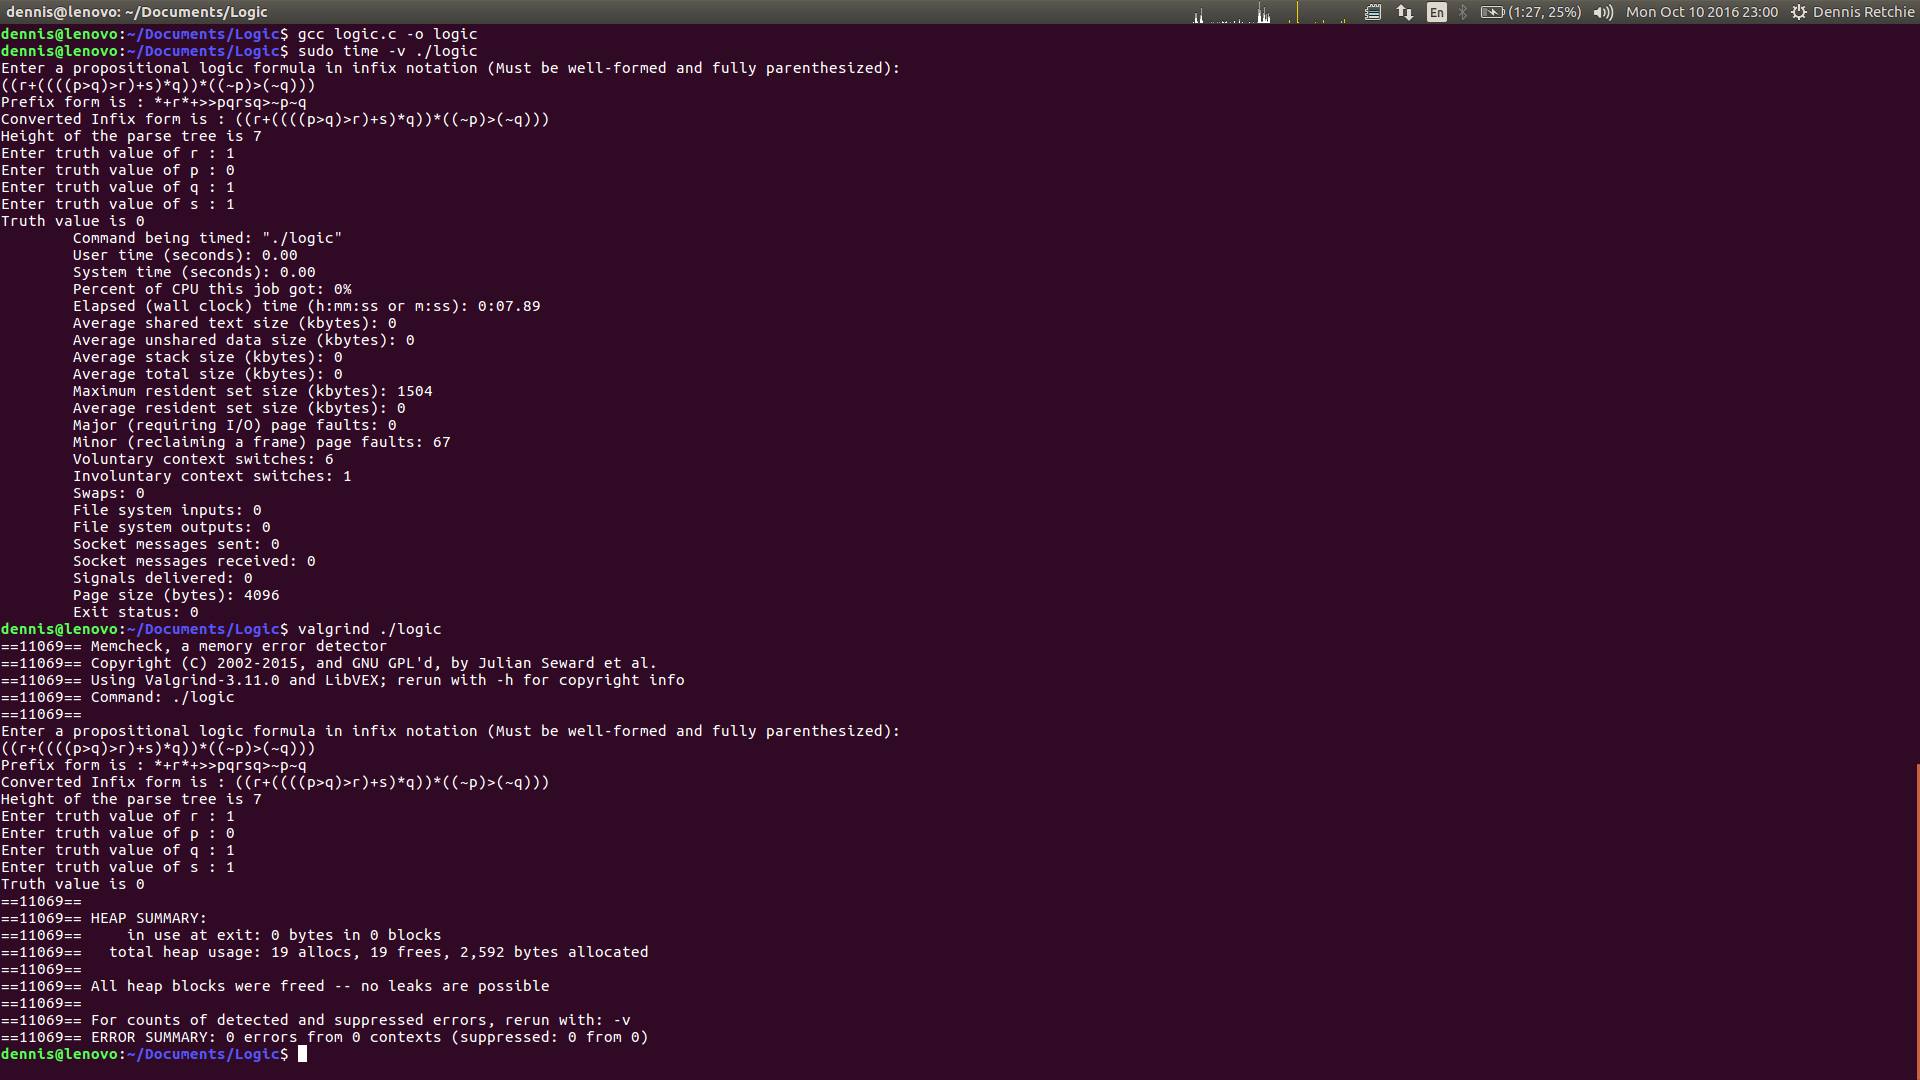 dennis@lenovo: ~/Documents/Logic
En (1:27, 25%) Mon Oct 10 2016 23:00 Dennis Retchie
dennis@lenovo:~/Documents/Logic$ gcc logic.c -o logic
dennis@lenovo:~/Documents/Logic$ sudo time -v ./logic
Enter a propositional logic formula in infix notation (Must be well-formed and fully parenthesized):
((r+((((p>q)>r)+s)*q))*((~p)>(~q)))
Prefix form is : *+r*+>>pqrsq>~p~q
Converted Infix form is : ((r+((((p>q)>r)+s)*q))*((~p)>(~q)))
Height of the parse tree is 7
Enter truth value of r : 1
Enter truth value of p : 0
Enter truth value of q : 1
Enter truth value of s : 1
Truth value is 0
Command being timed: "./logic"
User time (seconds): 0.00
System time (seconds): 0.00
Percent of CPU this job got: 0%
Elapsed (wall clock) time (h:mm:ss or m:ss): 0:07.89
Average shared text size (kbytes): 0
Average unshared data size (kbytes): 0
Average stack size (kbytes): 0
Average total size (kbytes): 0
Maximum resident set size (kbytes): 1504
Average resident set size (kbytes): 0
Major (requiring I/O) page faults: 0
Minor (reclaiming a frame) page faults: 67
Voluntary context switches: 6
Involuntary context switches: 1
Swaps: 0
File system inputs: 0
File system outputs: 0
Socket messages sent: 0
Socket messages received: 0
Signals delivered: 0
Page size (bytes): 4096
Exit status: 0
dennis@lenovo:~/Documents/Logic$ valgrind ./logic
==11069== Memcheck, a memory error detector
==11069== Copyright (C) 2002-2015, and GNU GPL'd, by Julian Seward et al.
==11069== Using Valgrind-3.11.0 and LibVEX; rerun with -h for copyright info
==11069== Command: ./logic
==11069==
Enter a propositional logic formula in infix notation (Must be well-formed and fully parenthesized):
((r+((((p>q)>r)+s)*q))*((~p)>(~q)))
Prefix form is : *+r*+>>pqrsq>~p~q
Converted Infix form is : ((r+((((p>q)>r)+s)*q))*((~p)>(~q)))
Height of the parse tree is 7
Enter truth value of r : 1
Enter truth value of p : 0
Enter truth value of q : 1
Enter truth value of s : 1
Truth value is 0
==11069==
==11069== HEAP SUMMARY:
==11069==     in use at exit: 0 bytes in 0 blocks
==11069==   total heap usage: 19 allocs, 19 frees, 2,592 bytes allocated
==11069==
==11069== All heap blocks were freed -- no leaks are possible
==11069==
==11069== For counts of detected and suppressed errors, rerun with: -v
==11069== ERROR SUMMARY: 0 errors from 0 contexts (suppressed: 0 from 0)
dennis@lenovo:~/Documents/Logic$